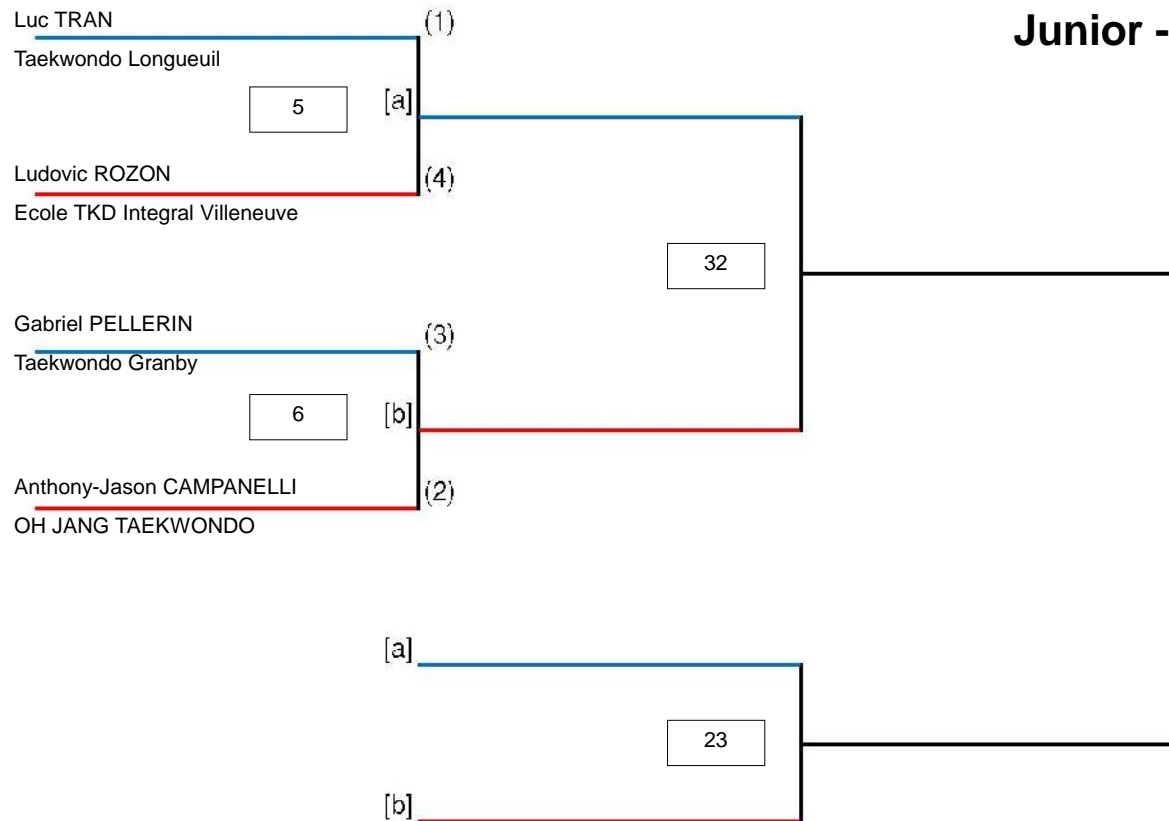 Luc TRAN
(1)
Junior -
Taekwondo Longueuil
5
[a]
Ludovic ROZON
(4)
Ecole TKD Integral Villeneuve
32
Gabriel PELLERIN
(3)
Taekwondo Granby
6
[b]
Anthony-Jason CAMPANELLI
(2)
OH JANG TAEKWONDO
[a]
23
[b]